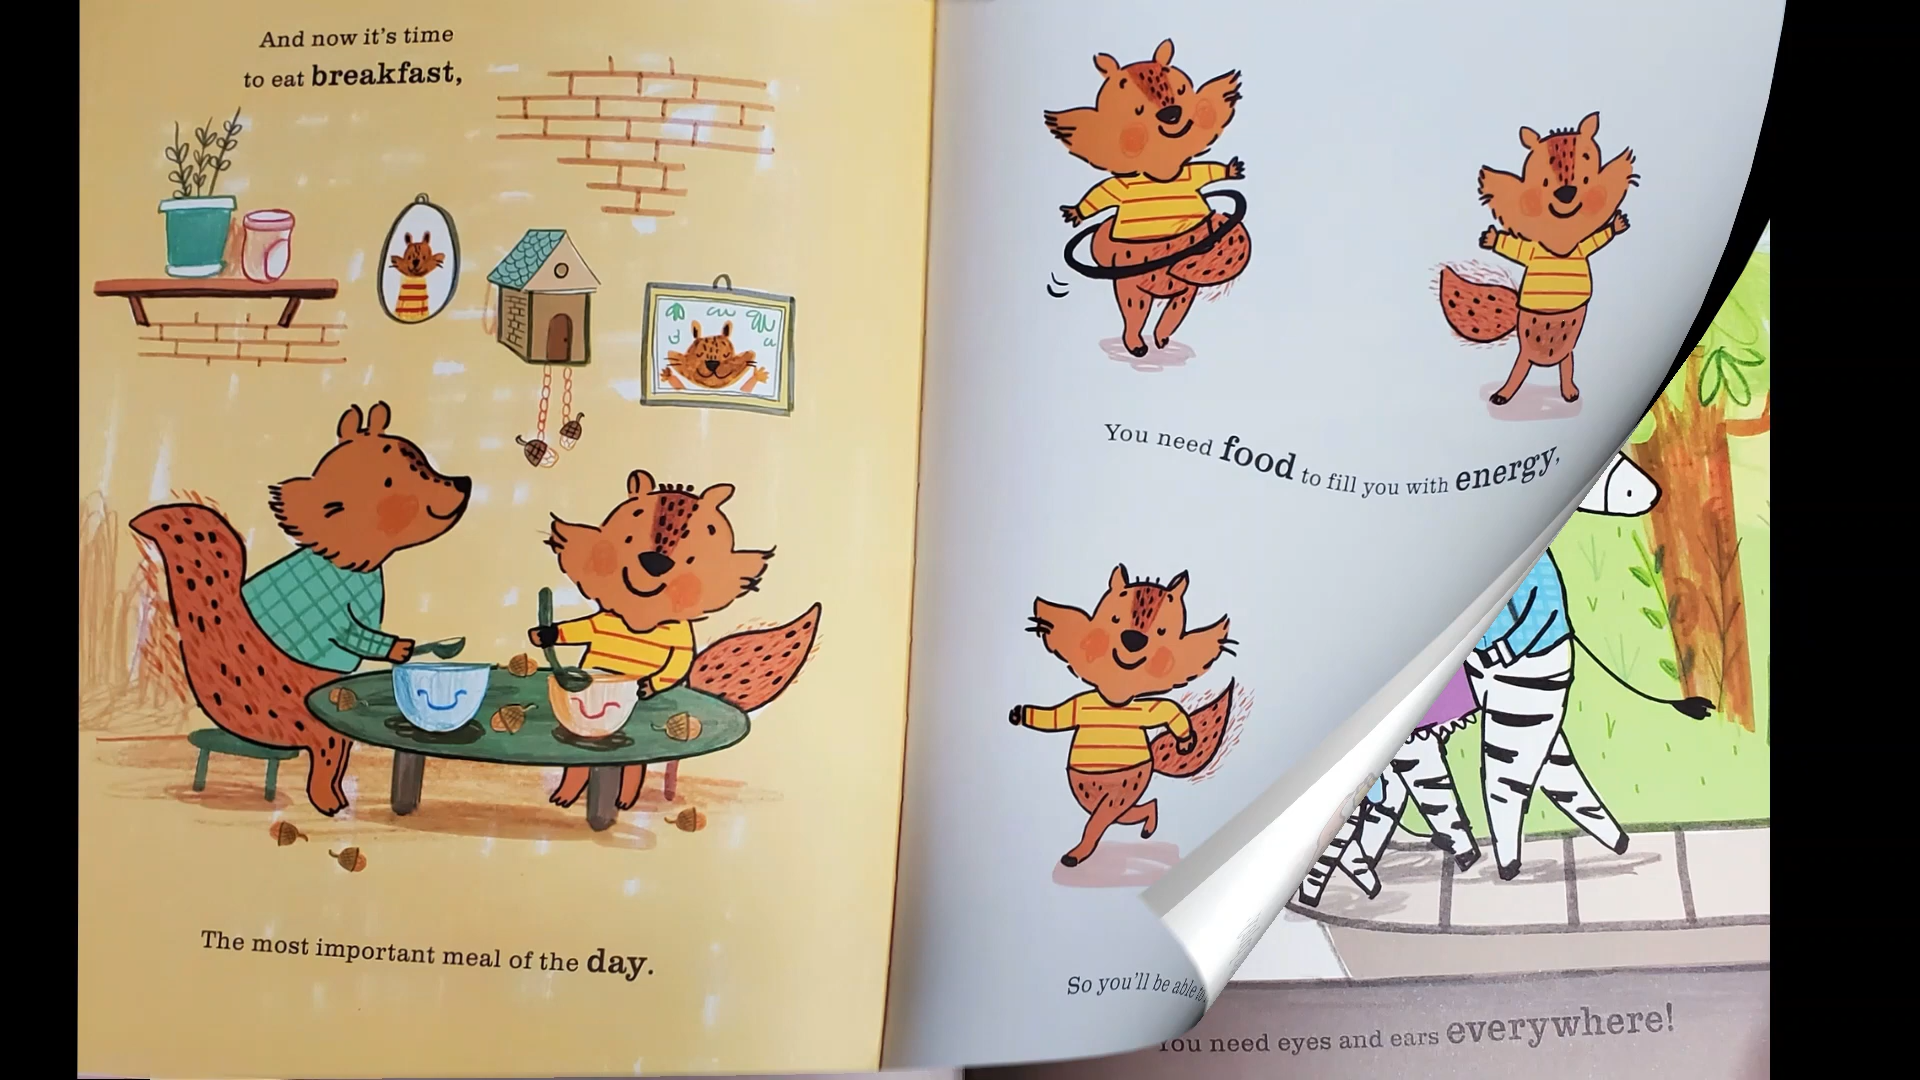 And now it's time
to eat breakfast,
The most important meal of the day.
You need food to fill you with energy,
So you'll be able to
You need eyes and ears everywhere!